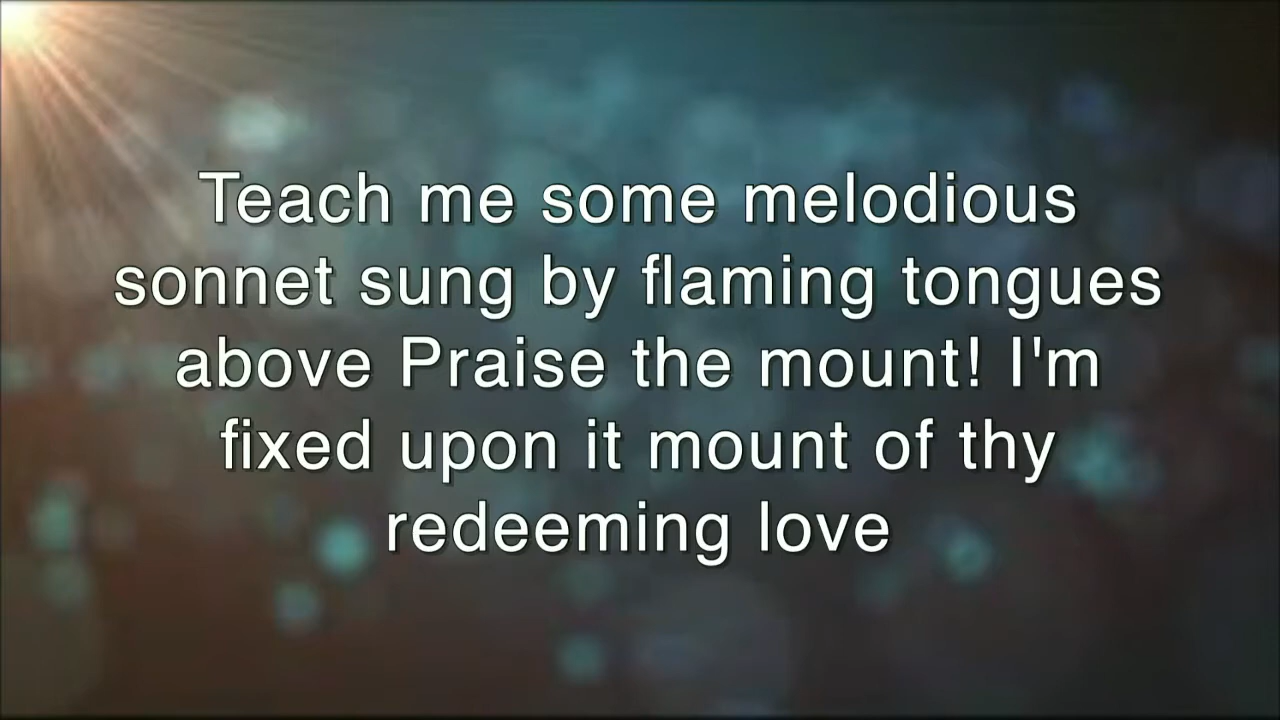 Teach me some melodious
sonnet sung by flaming tongues
above Praise the mount! I'm
fixed upon it mount of thy
redeeming love